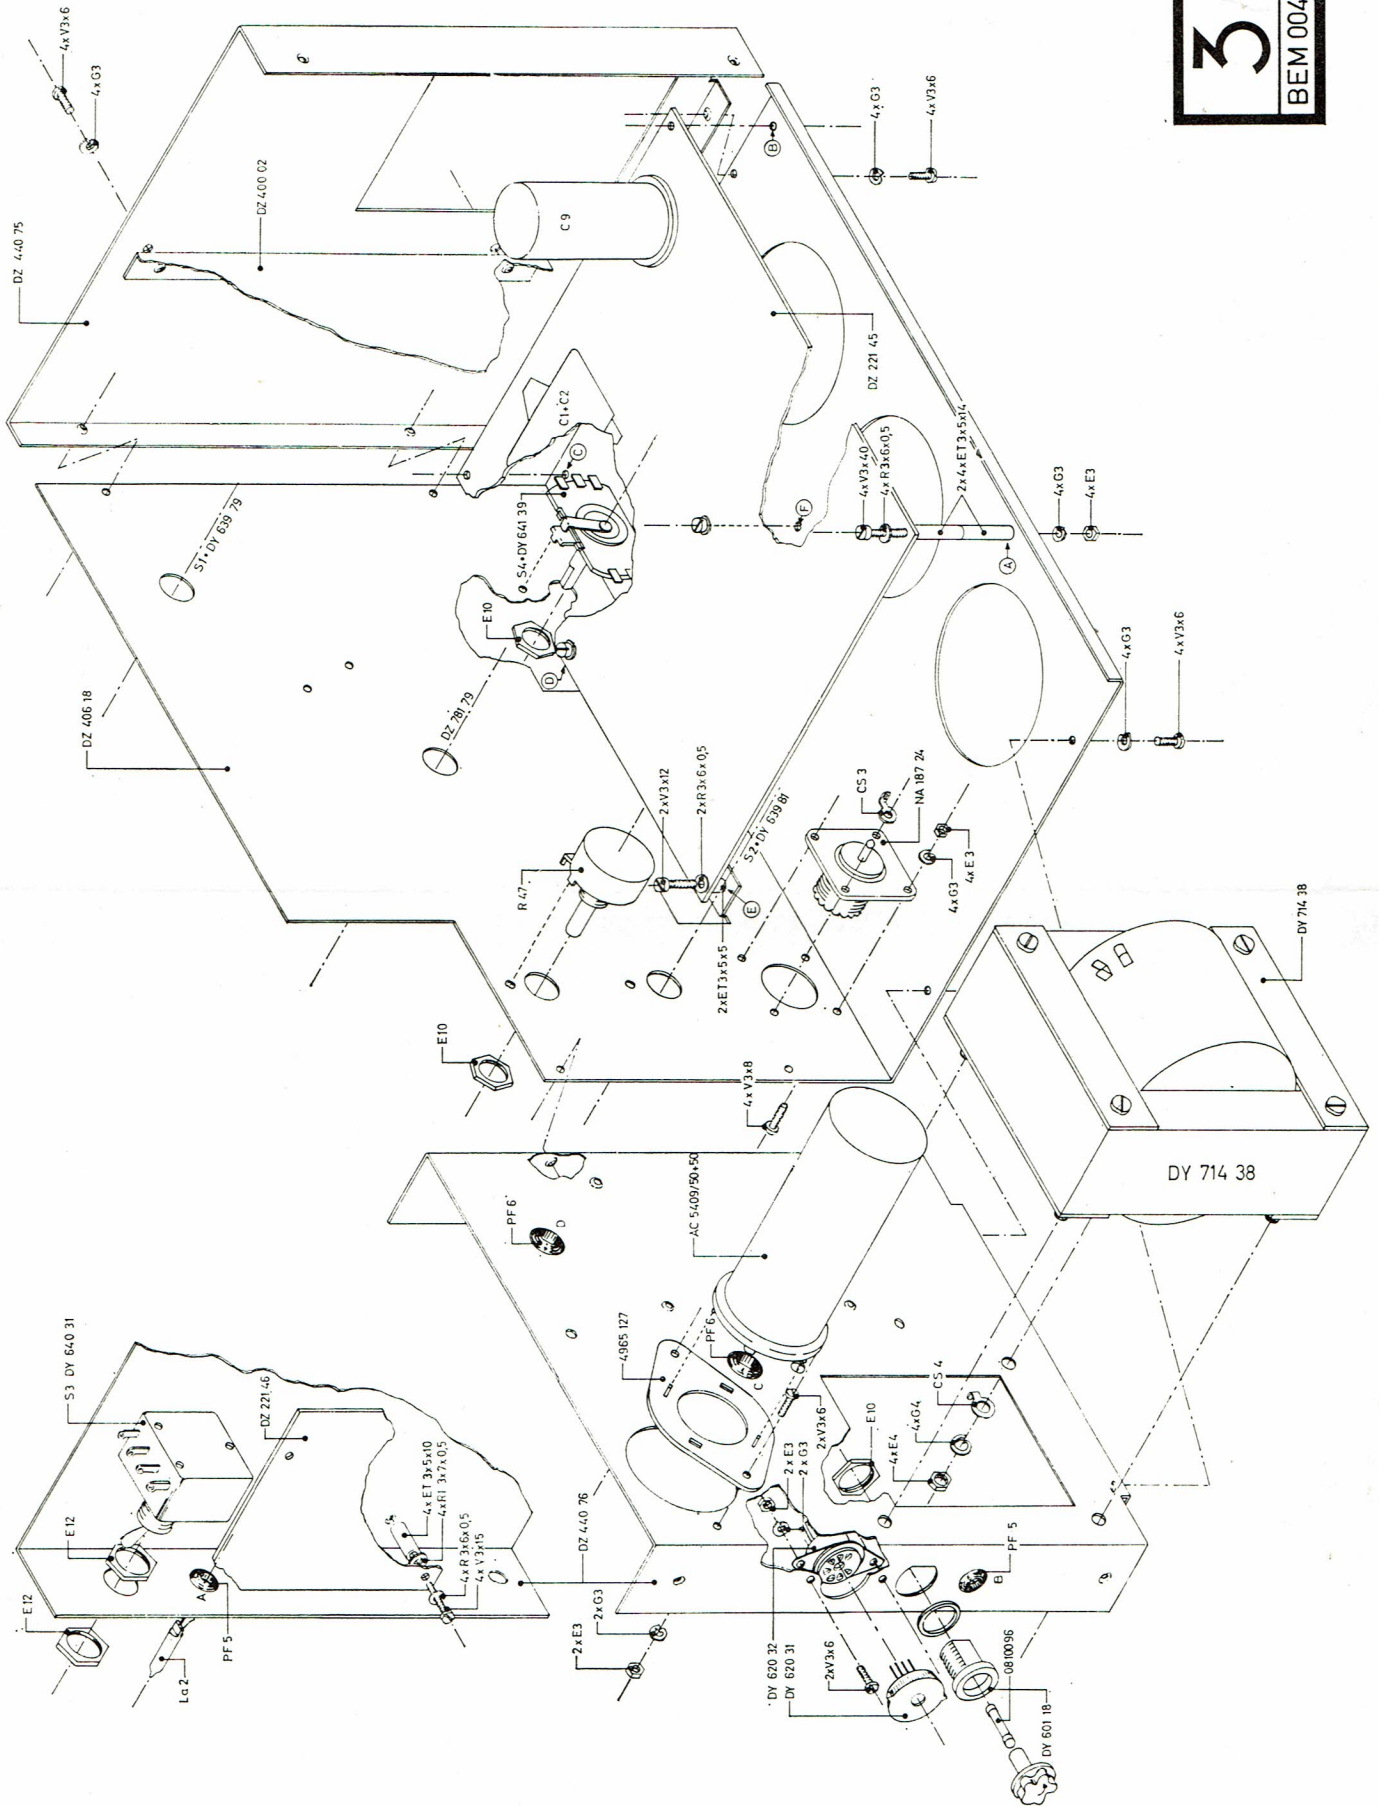 3
BEM 004
4xV3x6
4xG3
DZ 440 75
DZ 400 02
C9
B
4xG3
4xV3x6
DZ 221 45
C1+C2
C
S4+DY 641 39
S1+DY 639 79
F
4xV3x40
4xR3x6x0,5
2x4xET3x5x14
A
4xG3
4xE3
E10
D
DZ 406 18
DZ 781 79
4xG3
4xV3x6
2xV3x12
2xR3x6x0,5
S2+DY 639 81
E
R 47
2xET3x5x5
CS 3
NA 187 24
4xE3
4xG3
DY 714 38
DY 714 38
E10
4xV3x8
AC 5409/50+50
PF 6
D
4965 127
PF 6
C
2xV3x6
S3 DY 640 31
DZ 221 46
E12
E12
A
PF 5
La 2
4xET 3x5x10
4xR1 3x7x0,5
4xR 3x6x0,5
4xV3x15
DZ 440 76
2xE3
2xG3
2xE3
2xG3
E10
4xE4
4xG4
CS 4
PF 5
B
DY 620 32
DY 620 31
2xV3x6
0810096
DY 601 18